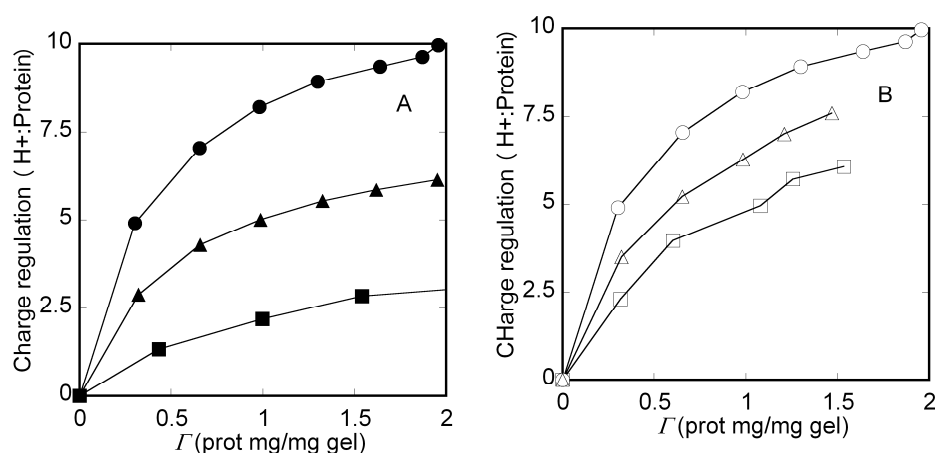 Charge regulation ( H+:Protein)
10
7.5
5
2.5
0
A
0 0.5 1 1.5 2
Γ(prot mg/mg gel)
CHarge regulation ( H+:Protein)
10
7.5
5
2.5
0
B
0 0.5 1 1.5 2
Γ(prot mg/mg gel)